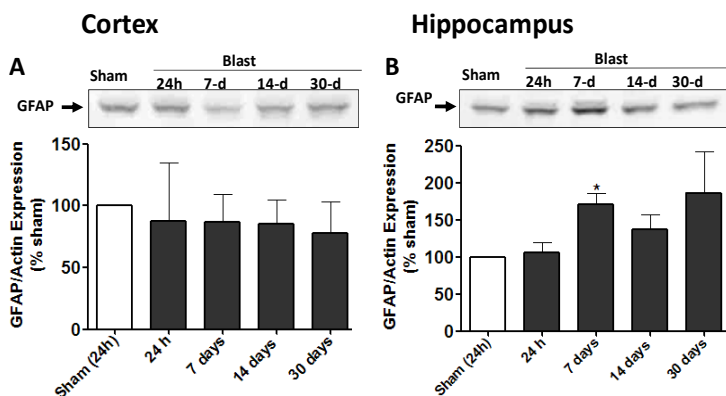 Cortex
Hippocampus
A
Sham
Blast
24h 7-d 14-d 30-d
GFAP
150
100
50
0
GFAP/Actin Expression
(% sham)
Sham (24h)
24 h
7 days
14 days
30 days
B
Sham
Blast
24h 7-d 14-d 30-d
GFAP
250
200
150
100
50
0
GFAP/Actin Expression
(% sham)
*
Sham (24h)
24 h
7 days
14 days
30 days